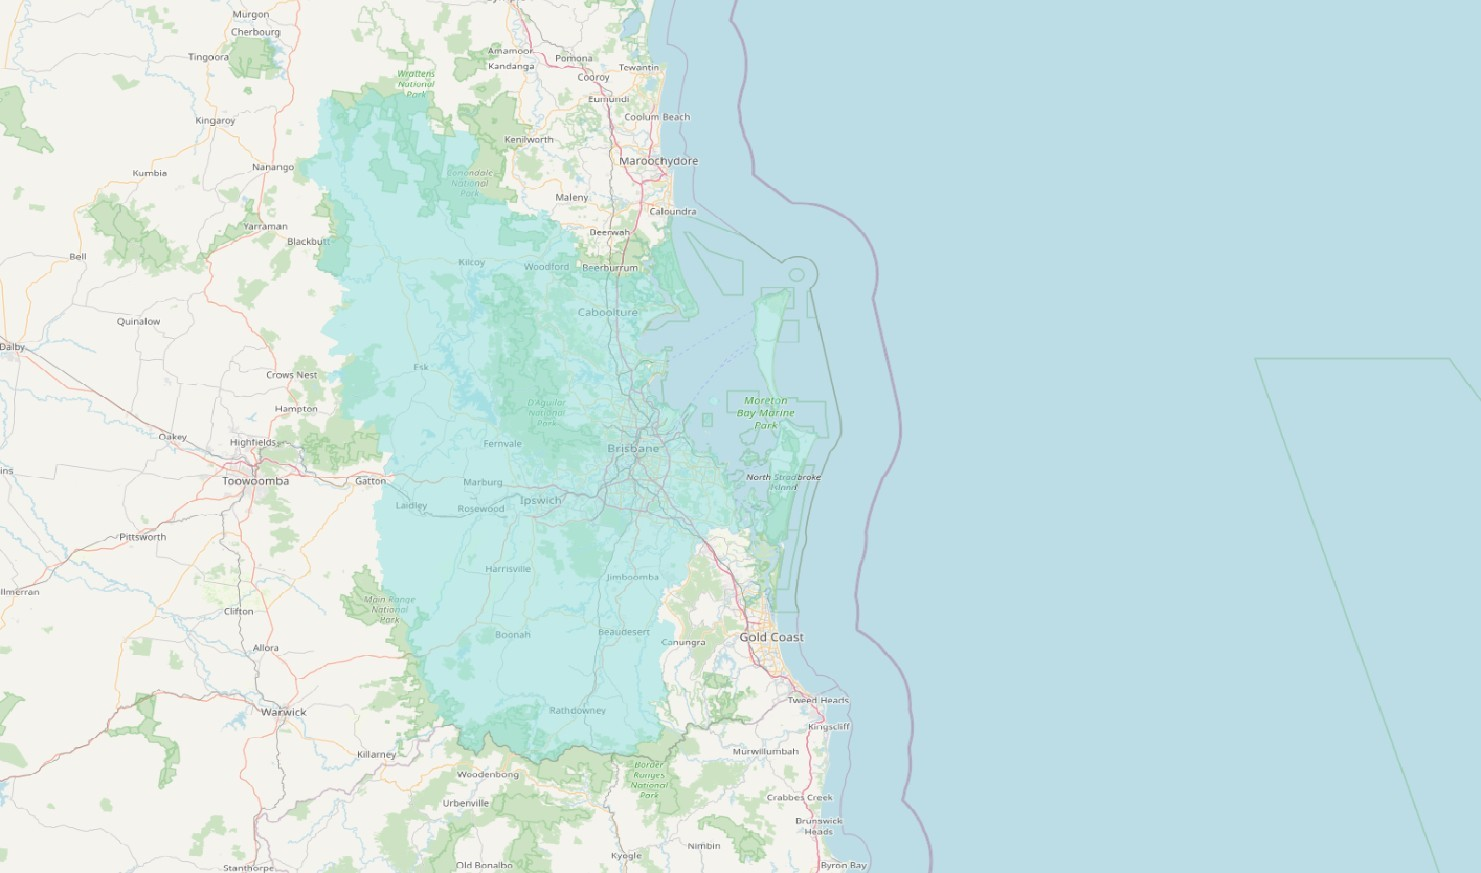 Murgon
Cherbourg
Amamoor
Tingoora
Pomona
Kandanga
Tewantin
Cooroy
Wrattens
National
Park
Eumundi
Coolum Beach
Kingaroy
Kenilworth
Maroochydore
Nanango
Kumbia
Conondale
National
Park
Maleny
Caloundra
Yarraman
Beerwah
Blackbutt
Bell
Kilcoy
Woodford
Beerburrum
Caboolture
Quinalow
Dalby
Esk
Crows Nest
Moreton
Bay Marine
Park
D'Aguilar
National
Park
Hampton
Oakey
Highfields
Fernvale
Brisbane
ins
Toowoomba
Gatton
Marburg
North Stradbroke
Island
Ipswich
Laidley
Rosewood
Pittsworth
Harrisville
Jimboomba
llmerran
Main Range
National
Park
Clifton
Boonah
Beaudesert
Gold Coast
Canungra
Allora
Tweed Heads
Rathdowney
Warwick
Kingscliff
Killarney
Murwillumbah
Woodenbong
Border
Ranges
National
Park
Crabbes Creek
Urbenville
Brunswick
Heads
Nimbin
Kyogle
Old Bonalbo
Byron Bay
Stanthorpe